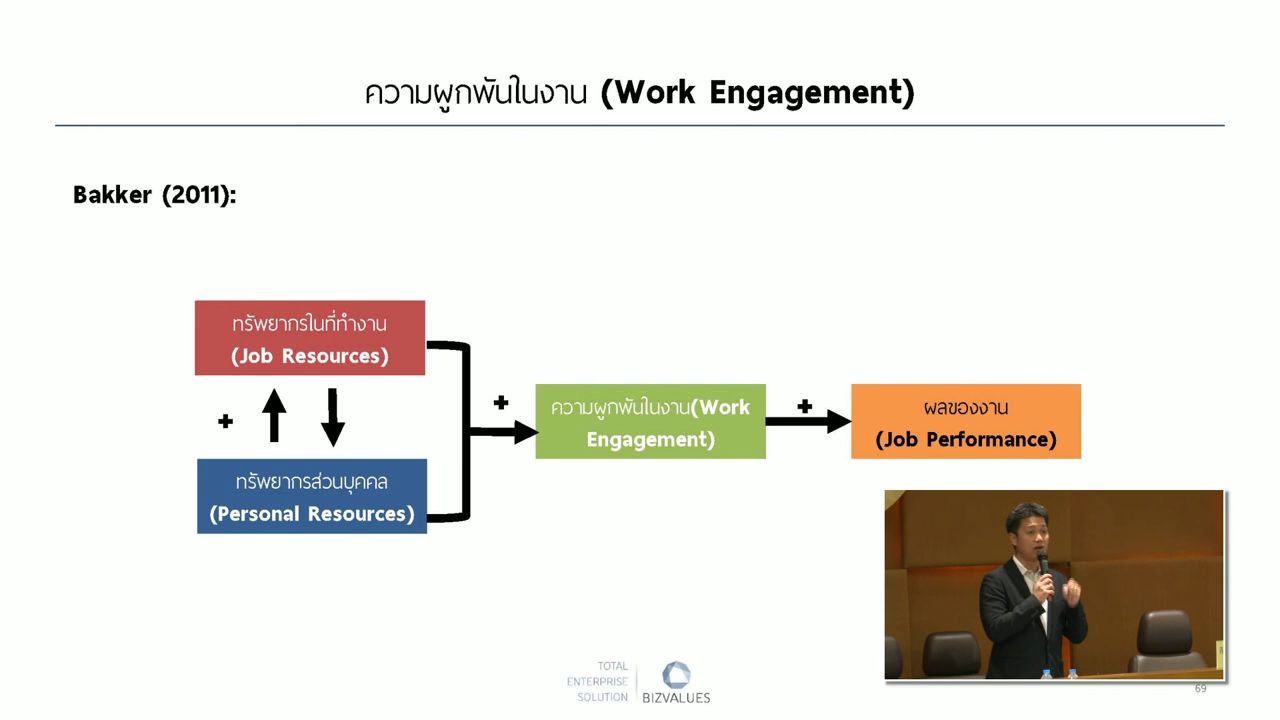 ความผูกพันในงาน (Work Engagement)
Bakker (2011):
ทรัพยากรในที่ทำงาน
(Job Resources)
+
ทรัพยากรส่วนบุคคล
(Personal Resources)
+
ความผูกพันในงาน(Work
Engagement)
+
ผลของงาน
(Job Performance)
TOTAL
ENTERPRISE
SOLUTION
BIZVALUES
69